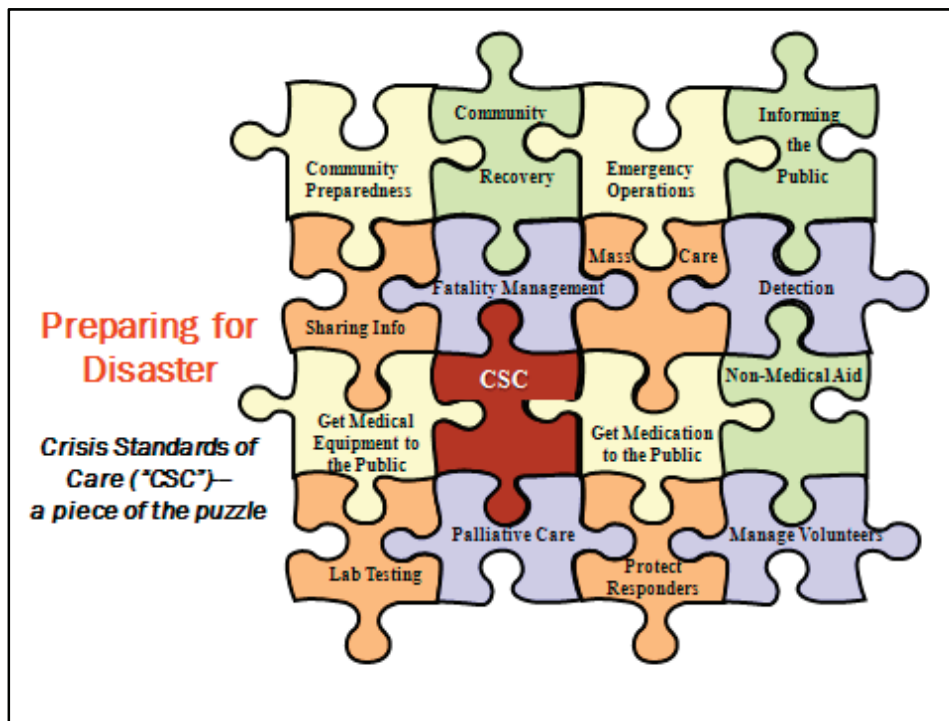 Community
Preparedness
Community
Recovery
Emergency
Operations
Informing
the
Public
Sharing Info
Fatality Management
Mass Care
Detection
Preparing for
Disaster
Crisis Standards of
Care ("CSC")—
a piece of the puzzle
Get Medical
Equipment to
the Public
CSC
Get Medication
to the Public
Non-Medical Aid
Lab Testing
Palliative Care
Protect
Responders
Manage Volunteers